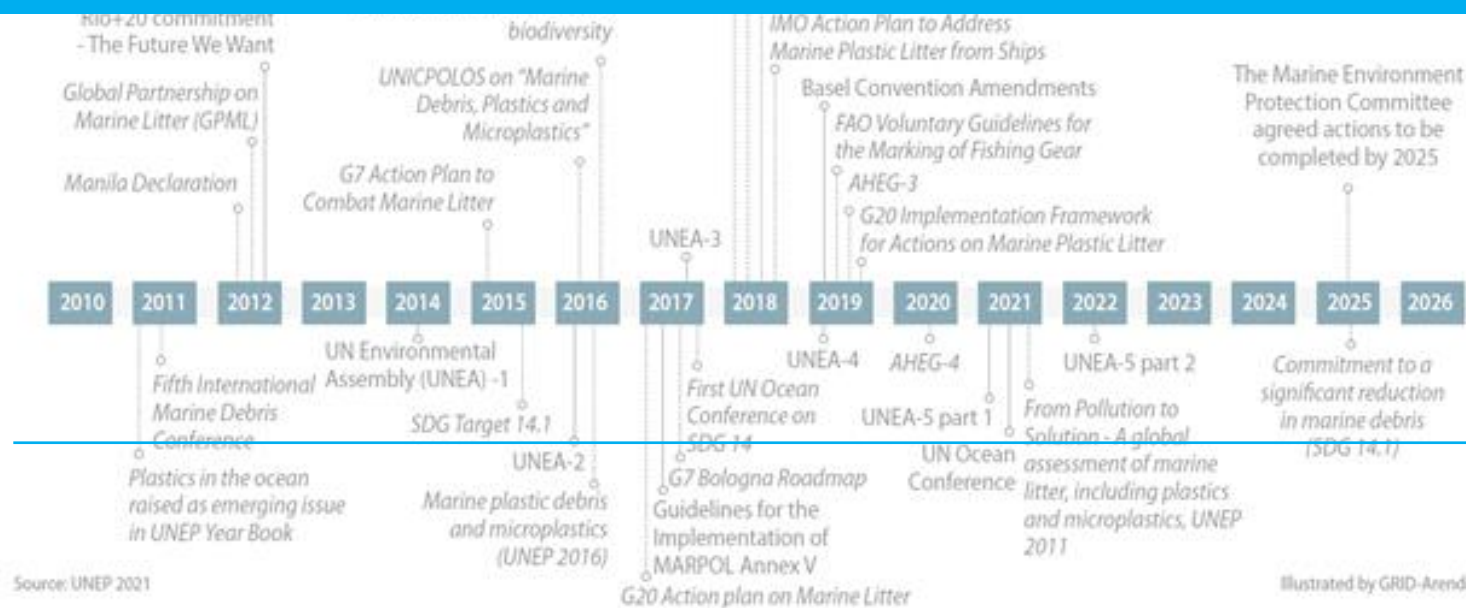 Rio+20 commitment
- The Future We Want
Global Partnership on
Marine Litter (GPML)
Manila Declaration
biodiversity
UNICPOLOS on "Marine
Debris, Plastics and
Microplastics"
G7 Action Plan to
Combat Marine Litter
UNEA-3
IMO Action Plan to Address
Marine Plastic Litter from Ships
Basel Convention Amendments
FAO Voluntary Guidelines for
the Marking of Fishing Gear
AHEG-3
G20 Implementation Framework
for Actions on Marine Plastic Litter
The Marine Environment
Protection Committee
agreed actions to be
completed by 2025
2010 2011 2012 2013 2014 2015 2016 2017 2018 2019 2020 2021 2022 2023 2024 2025 2026
Fifth International
Marine Debris
Conference
Plastics in the ocean
raised as emerging issue
in UNEP Year Book
UN Environmental
Assembly (UNEA) -1
SDG Target 14.1
UNEA-2
Marine plastic debris
and microplastics
(UNEP 2016)
First UN Ocean
Conference on
SDG 14
G7 Bologna Roadmap
Guidelines for the
Implementation of
MARPOL Annex V
G20 Action plan on Marine Litter
UNEA-4
AHEG-4
UNEA-5 part 1
UN Ocean
Conference
From Pollution to
Solution - A global
assessment of marine
litter, including plastics
and microplastics, UNEP
2011
UNEA-5 part 2
Commitment to a
significant reduction
in marine debris
(SDG 14.1)
Source: UNEP 2021
Illustrated by GRID-Arend